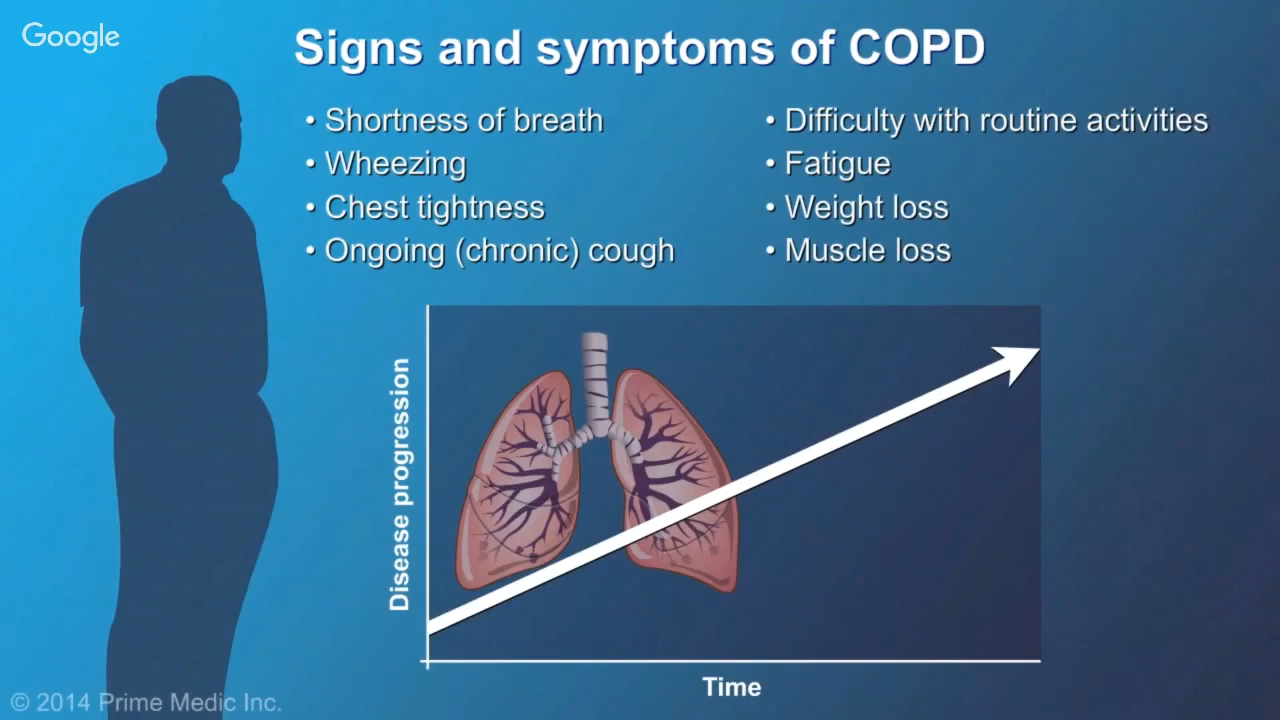 Google
Signs and symptoms of COPD
• Shortness of breath
• Wheezing
• Chest tightness
• Ongoing (chronic) cough
• Difficulty with routine activities
• Fatigue
• Weight loss
• Muscle loss
Disease progression
Time
© 2014 Prime Medic Inc.